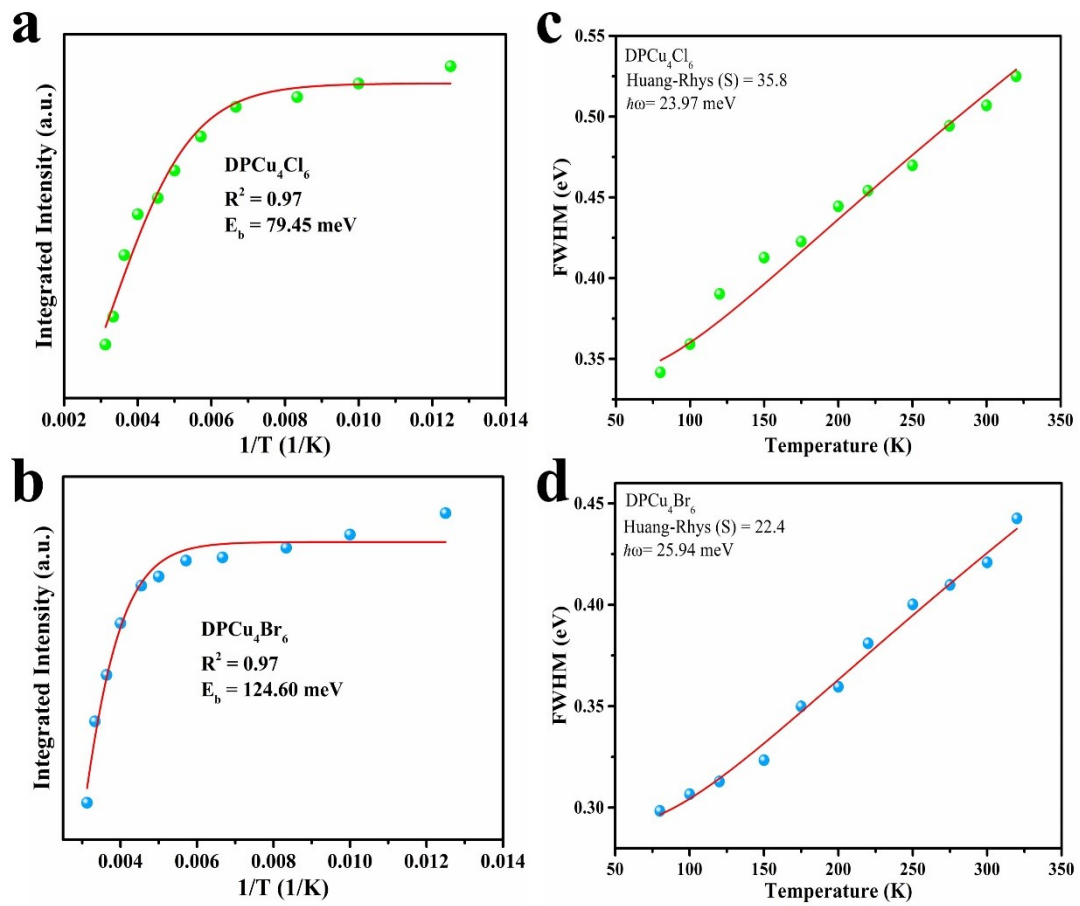 a
Integrated Intensity (a.u.)
DPCu₄Cl₆
R² = 0.97
E_b = 79.45 meV
0.002 0.004 0.006 0.008 0.010 0.012 0.014
1/T (1/K)
c
0.55
0.50
0.45
0.40
0.35
FWHM (eV)
DPCu₄Cl₆
Huang-Rhys (S) = 35.8
ℏω= 23.97 meV
50 100 150 200 250 300 350
Temperature (K)
b
Integrated Intensity (a.u.)
DPCu₄Br₆
R² = 0.97
E_b = 124.60 meV
0.004 0.006 0.008 0.010 0.012 0.014
1/T (1/K)
d
0.45
0.40
0.35
0.30
FWHM (eV)
DPCu₄Br₆
Huang-Rhys (S) = 22.4
ℏω= 25.94 meV
50 100 150 200 250 300 350
Temperature (K)